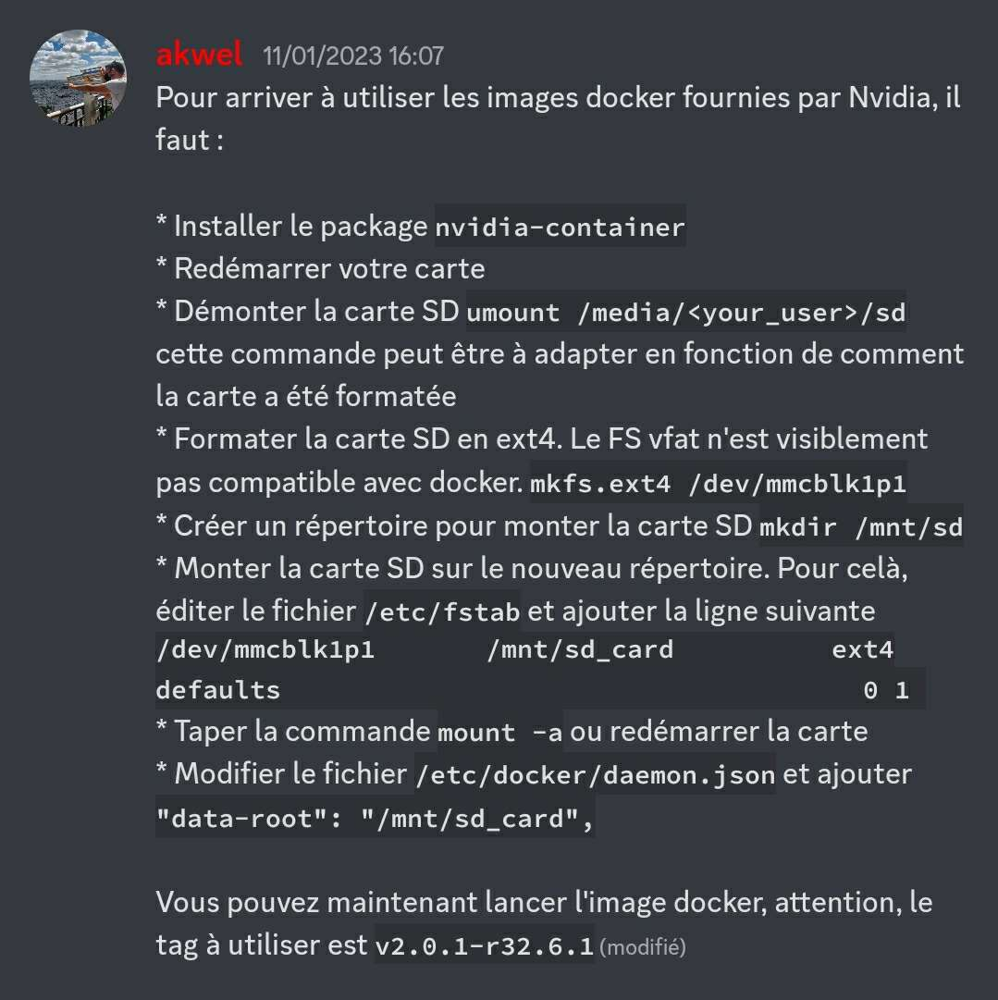 akwel 11/01/2023 16:07
Pour arriver à utiliser les images docker fournies par Nvidia, il
faut :
* Installer le package nvidia-container
* Redémarrer votre carte
* Démonter la carte SD umount /media/<your_user>/sd
cette commande peut être à adapter en fonction de comment
la carte a été formatée
* Formater la carte SD en ext4. Le FS vfat n'est visiblement
pas compatible avec docker. mkfs.ext4 /dev/mmcblk1p1
* Créer un répertoire pour monter la carte SD mkdir /mnt/sd
* Monter la carte SD sur le nouveau répertoire. Pour celà,
éditer le fichier /etc/fstab et ajouter la ligne suivante
/dev/mmcblk1p1 /mnt/sd_card ext4
defaults 0 1
* Taper la commande mount -a ou redémarrer la carte
* Modifier le fichier /etc/docker/daemon.json et ajouter
"data-root": "/mnt/sd_card",
Vous pouvez maintenant lancer l'image docker, attention, le
tag à utiliser est v2.0.1-r32.6.1 (modifié)